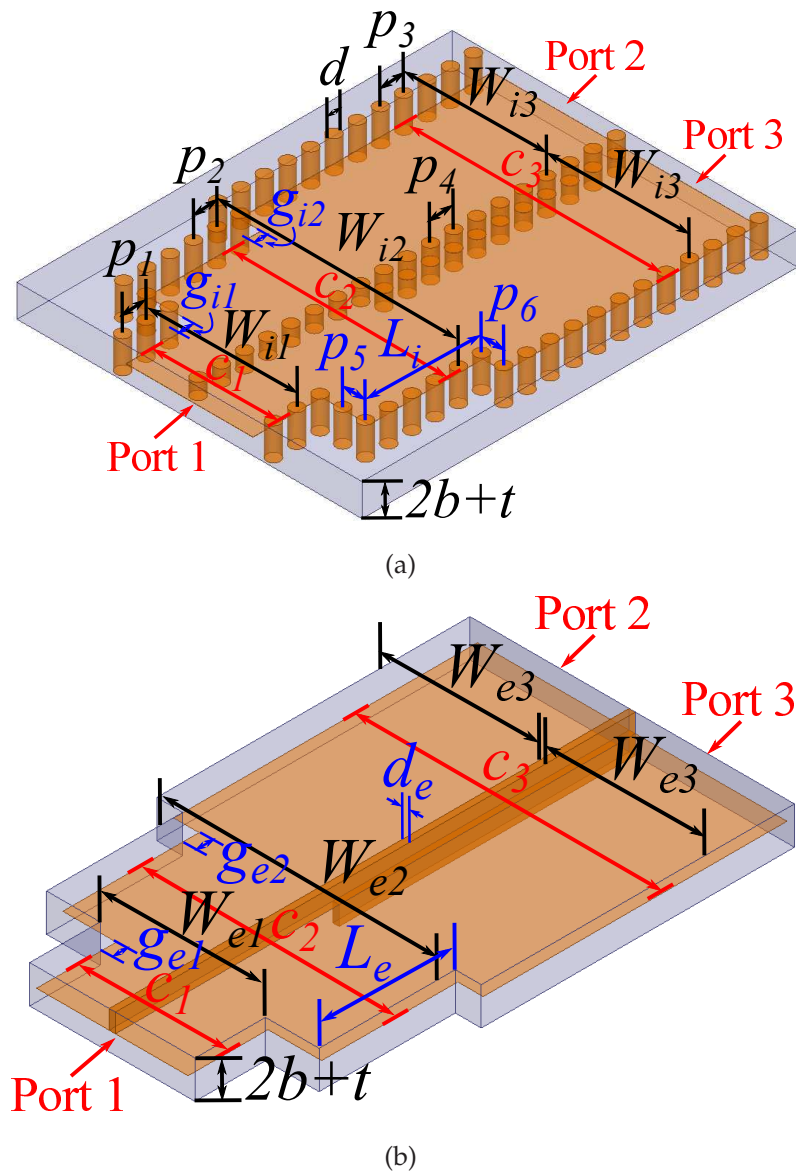 p3
d
Port 2
Wi3
Port 3
p2
p4
c3
Wi3
gi2
Wi2
p1
gi1
c2
p6
Wi1
p5
Li
c1
Port 1
2b+t
(a)
Port 2
We3
Port 3
de
c3
We3
ge2
We2
We1
c2
ge1
Le
c1
Port 1
2b+t
(b)